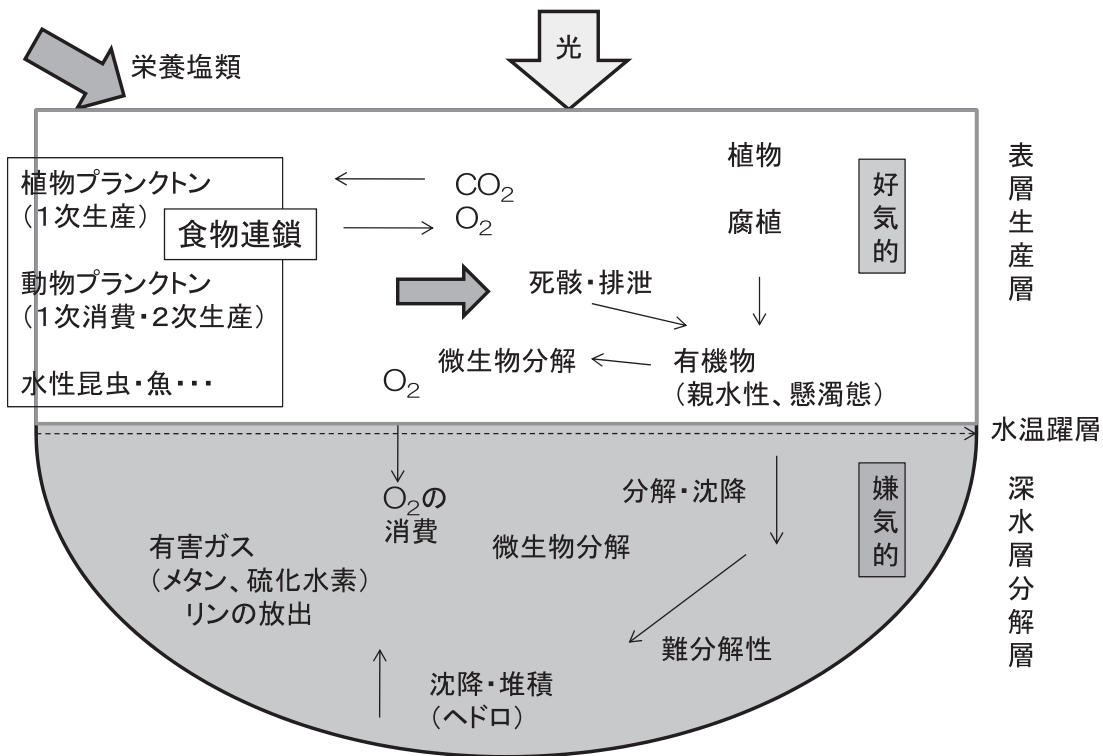 栄養塩類
光
植物プランクトン
(1次生産)
食物連鎖
動物プランクトン
(1次消費・2次生産)
水性昆虫・魚・・・
CO₂
O₂
植物
腐植
死骸・排泄
微生物分解
有機物
(親水性、懸濁態)
O₂
好気的
表層生産層
水温躍層
O₂の
消費
分解・沈降
微生物分解
嫌気的
深水層分解層
有害ガス
(メタン、硫化水素)
リンの放出
難分解性
沈降・堆積
(ヘドロ)